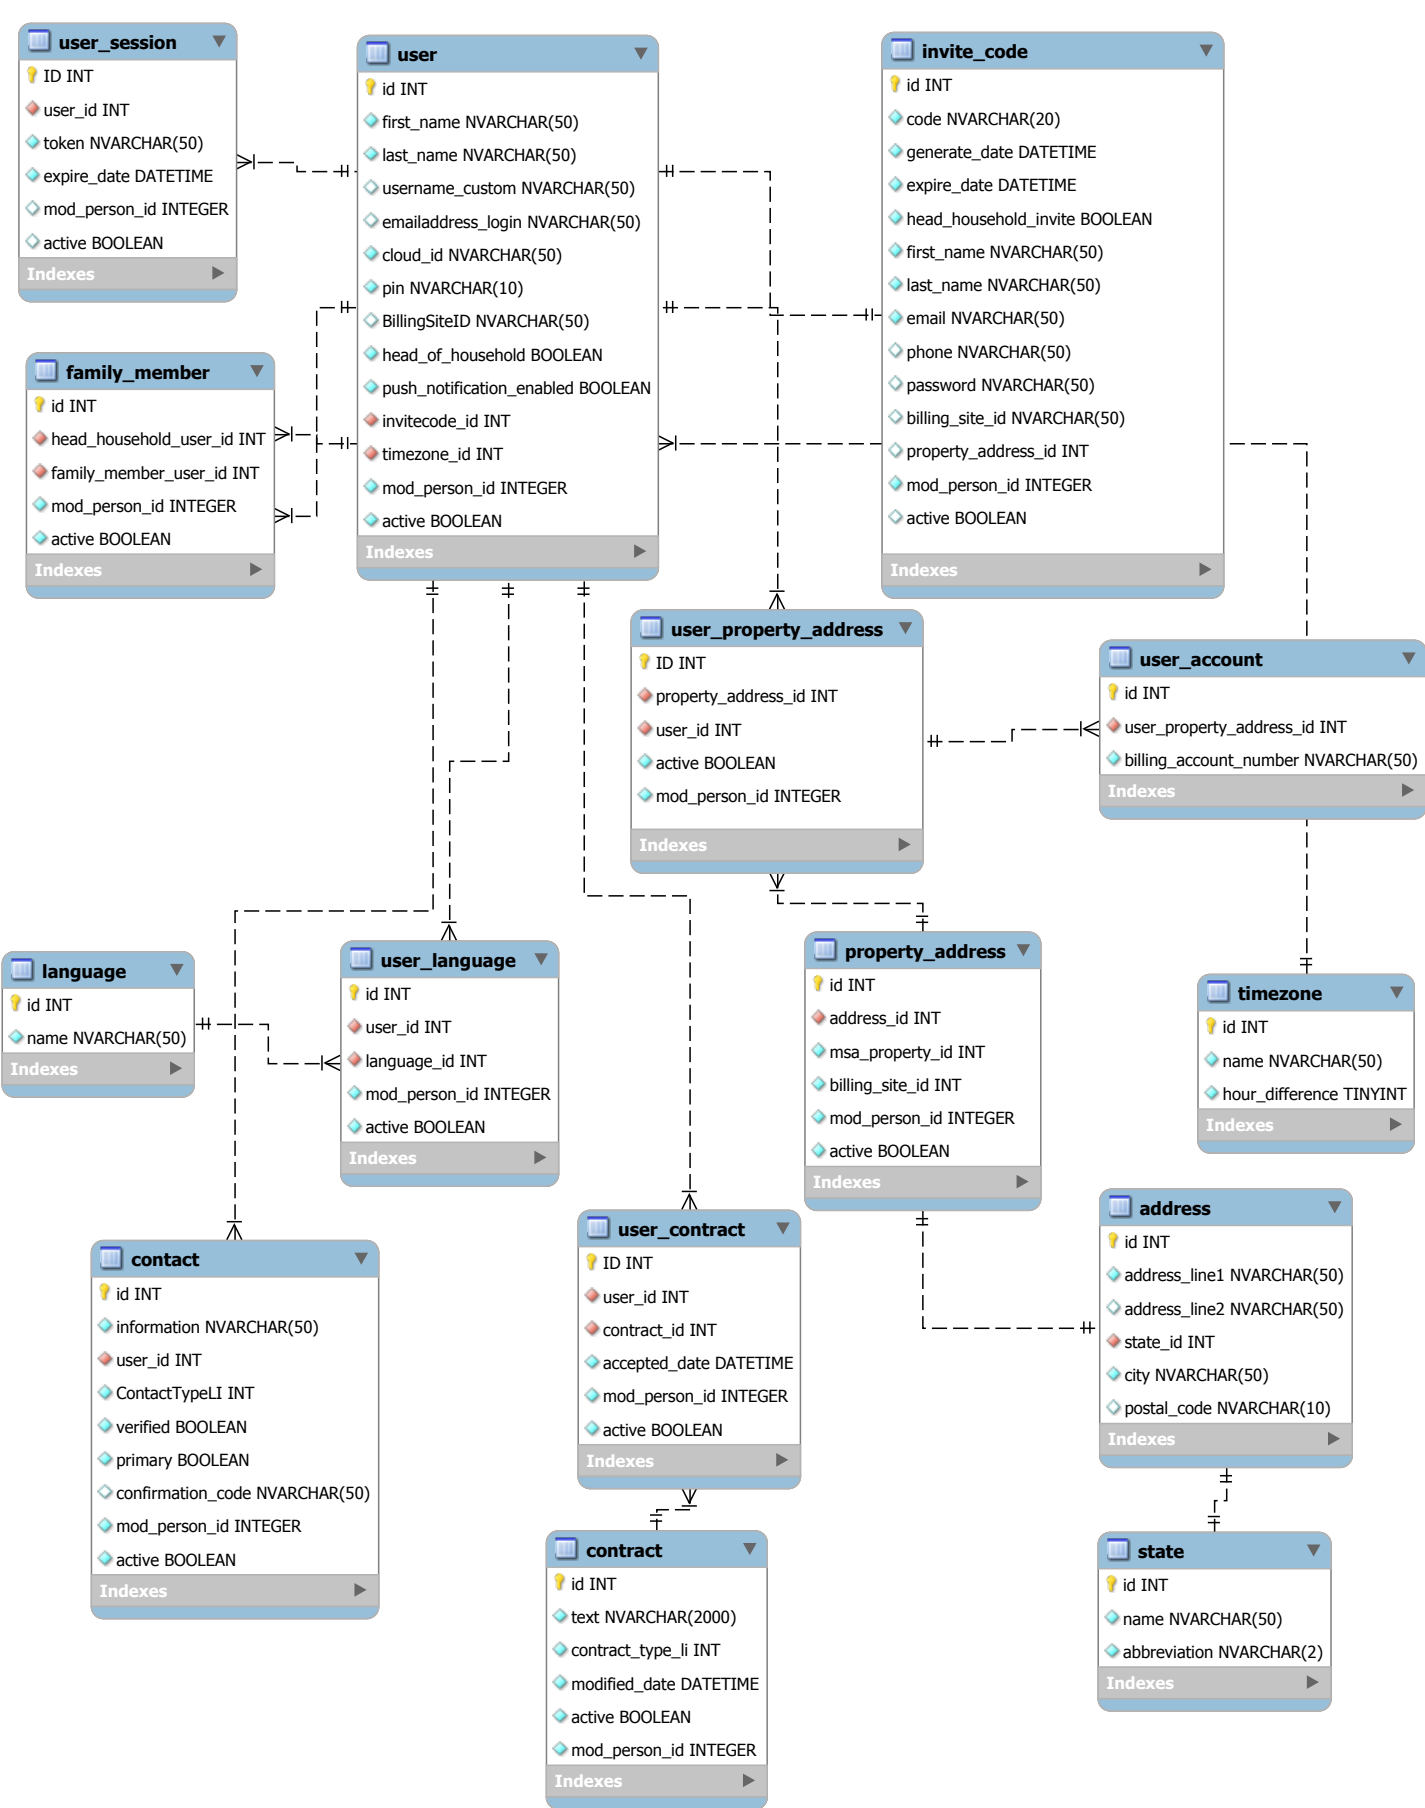 user_session
ID INT
user_id INT
token NVARCHAR(50)
expire_date DATETIME
mod_person_id INTEGER
active BOOLEAN
Indexes
user
id INT
first_name NVARCHAR(50)
last_name NVARCHAR(50)
username_custom NVARCHAR(50)
emailaddress_login NVARCHAR(50)
cloud_id NVARCHAR(50)
pin NVARCHAR(10)
BillingSiteID NVARCHAR(50)
head_of_household BOOLEAN
push_notification_enabled BOOLEAN
invitecode_id INT
timezone_id INT
mod_person_id INTEGER
active BOOLEAN
Indexes
invite_code
id INT
code NVARCHAR(20)
generate_date DATETIME
expire_date DATETIME
head_household_invite BOOLEAN
first_name NVARCHAR(50)
last_name NVARCHAR(50)
email NVARCHAR(50)
phone NVARCHAR(50)
password NVARCHAR(50)
billing_site_id NVARCHAR(50)
property_address_id INT
mod_person_id INTEGER
active BOOLEAN
Indexes
family_member
id INT
head_household_user_id INT
family_member_user_id INT
mod_person_id INTEGER
active BOOLEAN
Indexes
user_property_address
ID INT
property_address_id INT
user_id INT
active BOOLEAN
mod_person_id INTEGER
Indexes
user_account
id INT
user_property_address_id INT
billing_account_number NVARCHAR(50)
Indexes
language
id INT
name NVARCHAR(50)
Indexes
user_language
id INT
user_id INT
language_id INT
mod_person_id INTEGER
active BOOLEAN
Indexes
property_address
id INT
address_id INT
msa_property_id INT
billing_site_id INT
mod_person_id INTEGER
active BOOLEAN
Indexes
timezone
id INT
name NVARCHAR(50)
hour_difference TINYINT
Indexes
contact
id INT
information NVARCHAR(50)
user_id INT
ContactTypeLI INT
verified BOOLEAN
primary BOOLEAN
confirmation_code NVARCHAR(50)
mod_person_id INTEGER
active BOOLEAN
Indexes
user_contract
ID INT
user_id INT
contract_id INT
accepted_date DATETIME
mod_person_id INTEGER
active BOOLEAN
Indexes
address
id INT
address_line1 NVARCHAR(50)
address_line2 NVARCHAR(50)
state_id INT
city NVARCHAR(50)
postal_code NVARCHAR(10)
Indexes
contract
id INT
text NVARCHAR(2000)
contract_type_li INT
modified_date DATETIME
active BOOLEAN
mod_person_id INTEGER
Indexes
state
id INT
name NVARCHAR(50)
abbreviation NVARCHAR(2)
Indexes